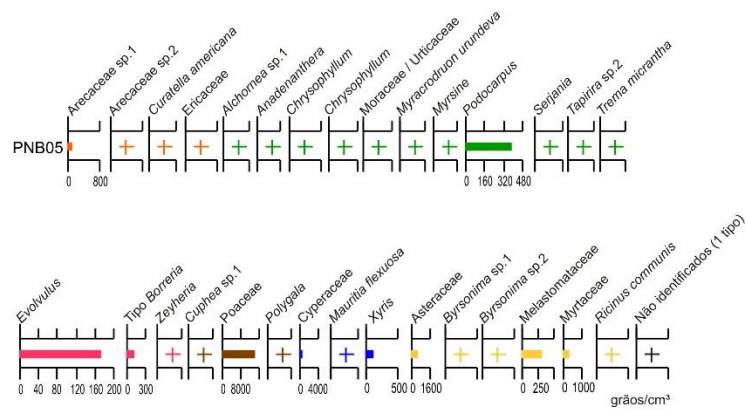 Arecaceae sp.1
Arecaceae sp.2
Curatella americana
Ericaceae
Alchornea sp.1
Anadenanthera
Chrysophyllum
Chrysophyllum
Moraceae / Urticaceae
Myracrodruon urundeva
Myrsine
Podocarpus
Serjania
Tapirira sp.2
Trema micrantha
PNB05
0 800 0 160 320 480
Evolvulus
Tipo Borreria
Zeyheria
Cuphea sp.1
Poaceae
Polygala
Cyperaceae
Mauritia flexuosa
Xyris
Asteraceae
Byrsonima sp.1
Byrsonima sp.2
Melastomataceae
Myrtaceae
Ricinus communis
Não identificados (1 tipo)
0 40 80 120 160 200 0 300 0 8000 0 4000 0 500 0 1600 0 250 0 1000
grãos/cm³